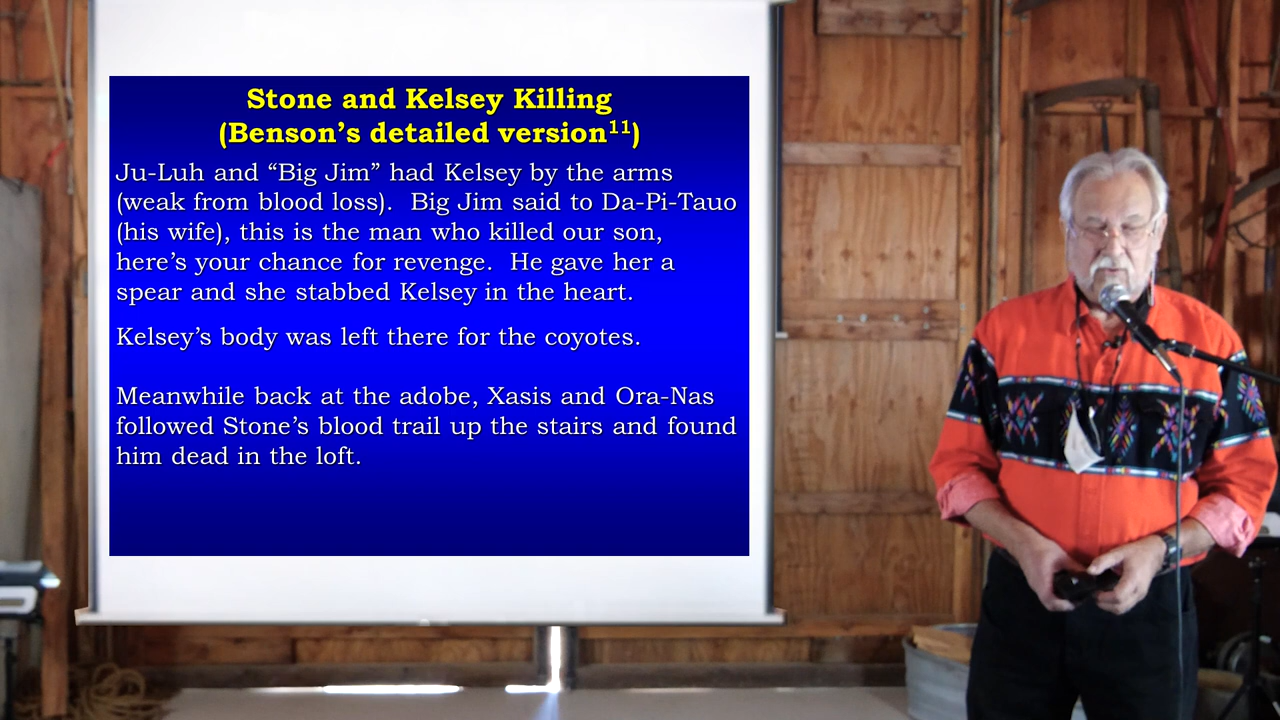 Stone and Kelsey Killing
(Benson’s detailed version¹¹)
Ju-Luh and “Big Jim” had Kelsey by the arms
(weak from blood loss).  Big Jim said to Da-Pi-Tauo
(his wife), this is the man who killed our son,
here’s your chance for revenge.  He gave her a
spear and she stabbed Kelsey in the heart.
Kelsey’s body was left there for the coyotes.
Meanwhile back at the adobe, Xasis and Ora-Nas
followed Stone’s blood trail up the stairs and found
him dead in the loft.